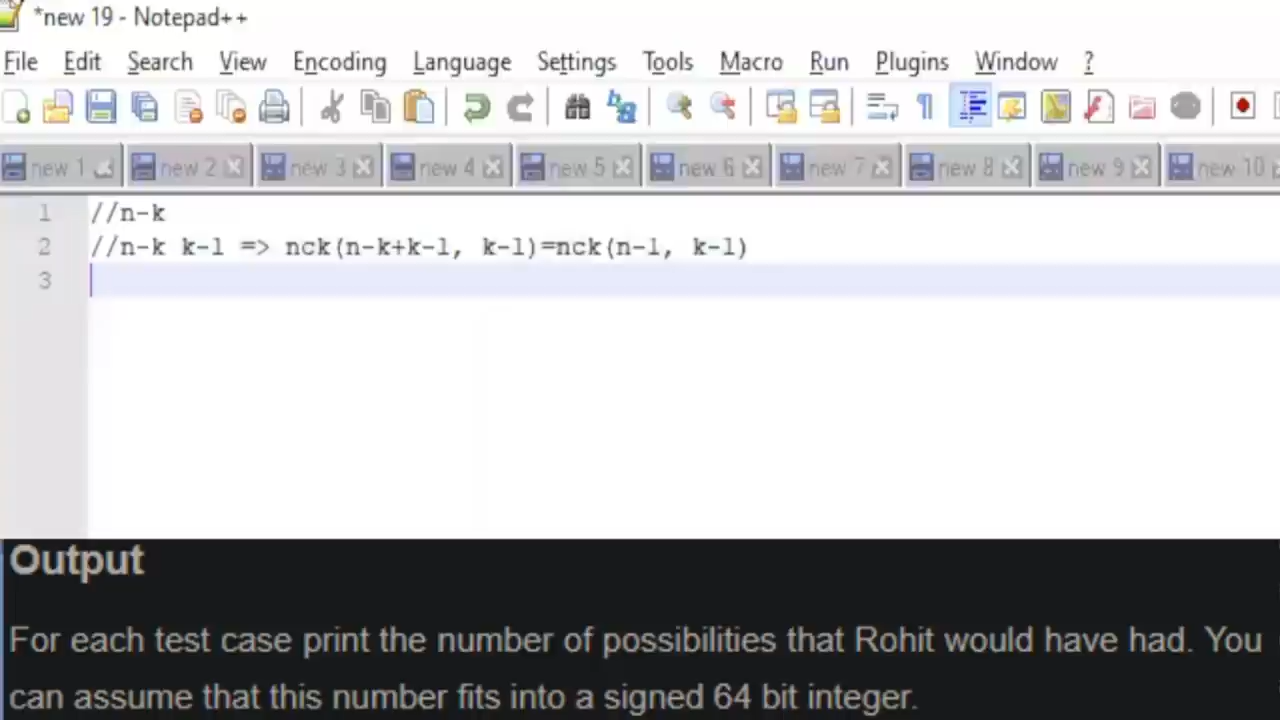 *new 19 - Notepad++
File Edit Search View Encoding Language Settings Tools Macro Run Plugins Window ?
new 1 new 2 new 3 new 4 new 5 new 6 new 7 new 8 new 9 new 10
1 //n-k
2 //n-k k-1 => nck(n-k+k-1, k-1)=nck(n-1, k-1)
3
Output
For each test case print the number of possibilities that Rohit would have had. You
can assume that this number fits into a signed 64 bit integer.